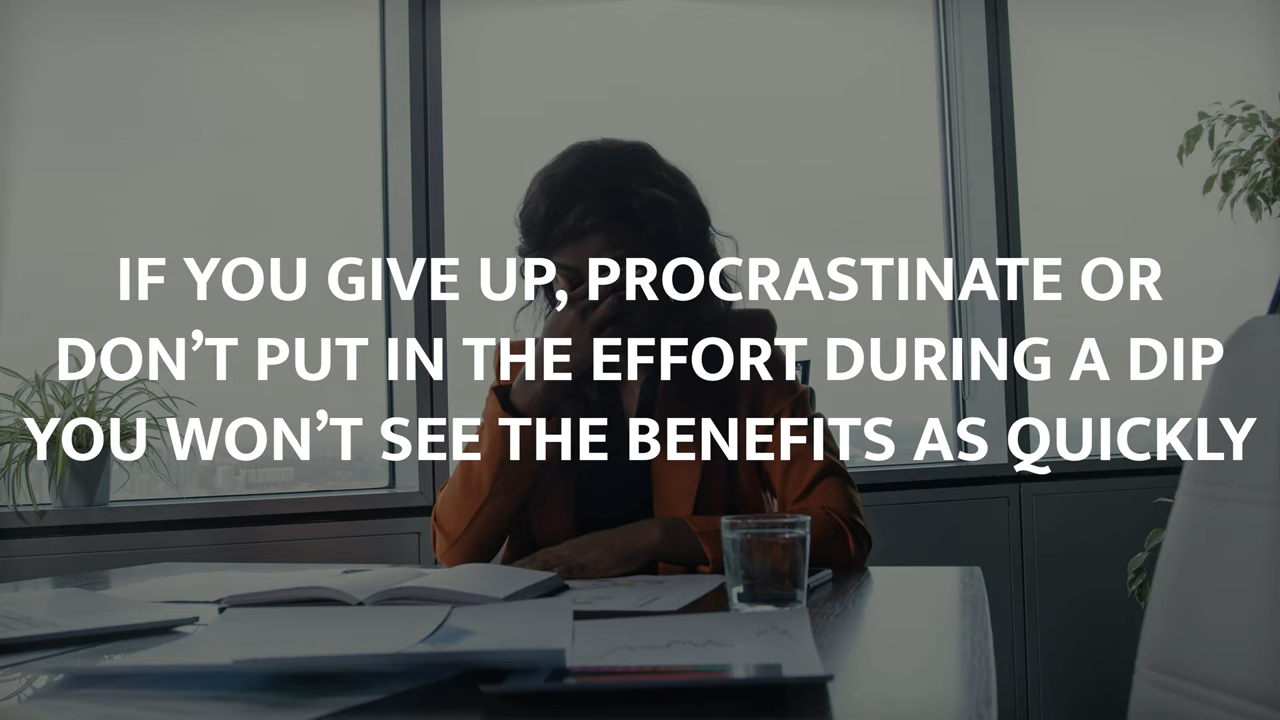 IF YOU GIVE UP, PROCRASTINATE OR
DON’T PUT IN THE EFFORT DURING A DIP
YOU WON’T SEE THE BENEFITS AS QUICKLY